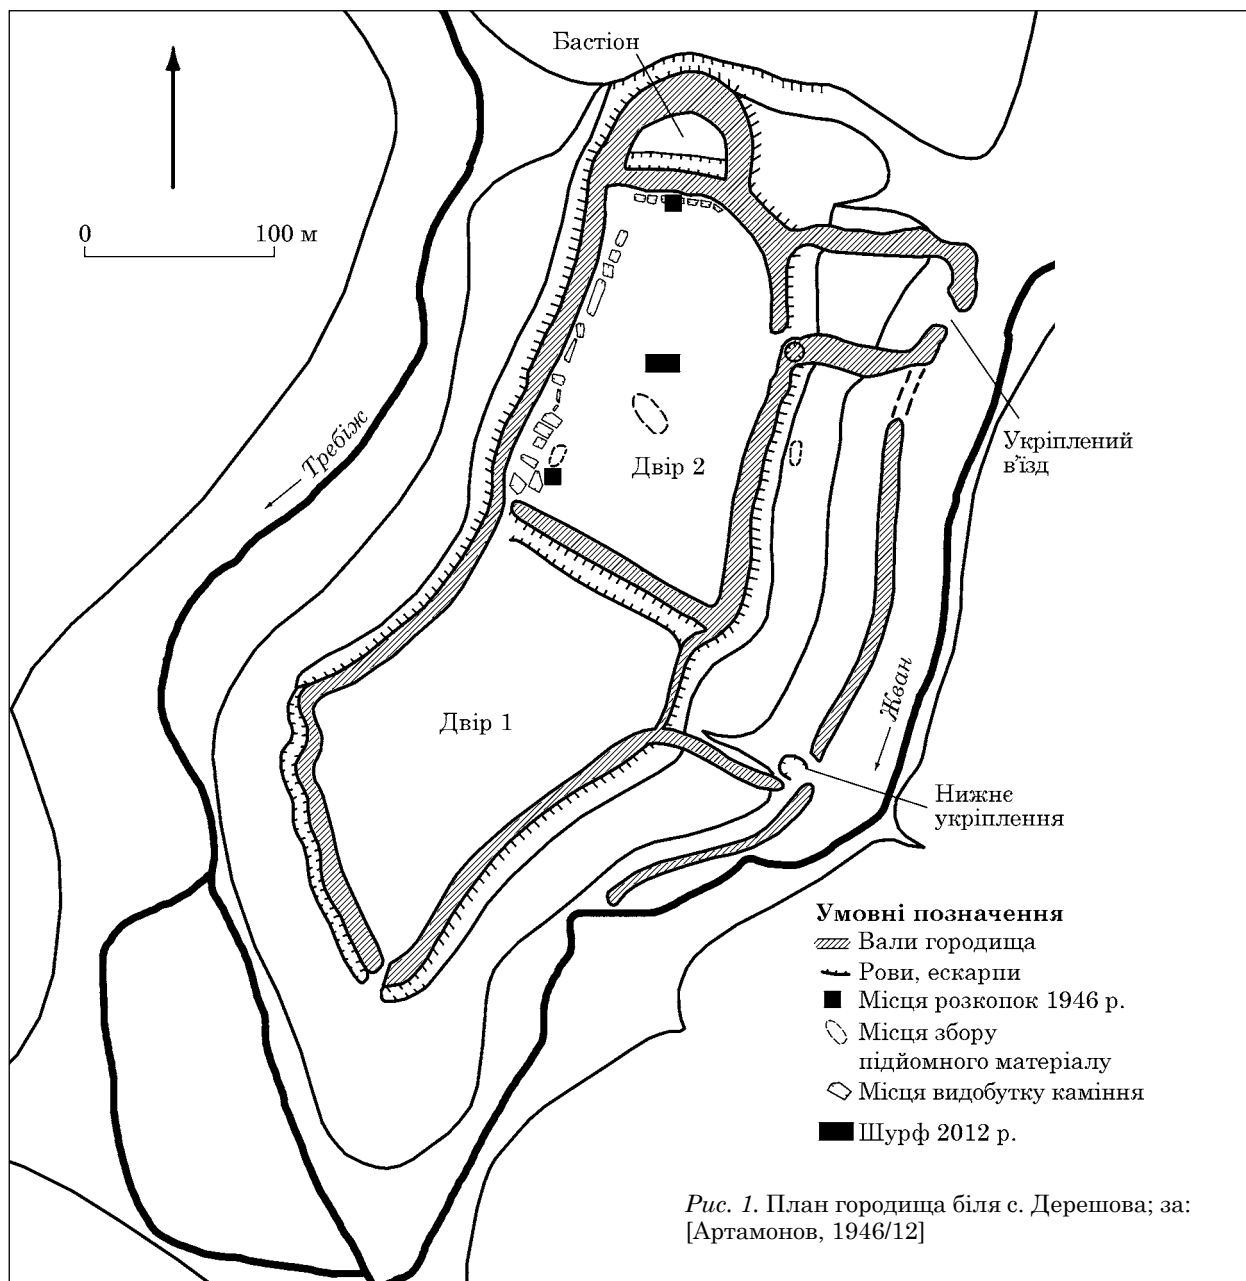 Бастіон
0 100 м
Требіж
Двір 2
Укріплений
в'їзд
Двір 1
Жван
Нижнє
укріплення
Умовні позначення
Вали городища
Рови, ескарпи
Місця розкопок 1946 р.
Місця збору
підйомного матеріалу
Місця видобутку каміння
Шурф 2012 р.
Рис. 1. План городища біля с. Дерешова; за:
[Артамонов, 1946/12]